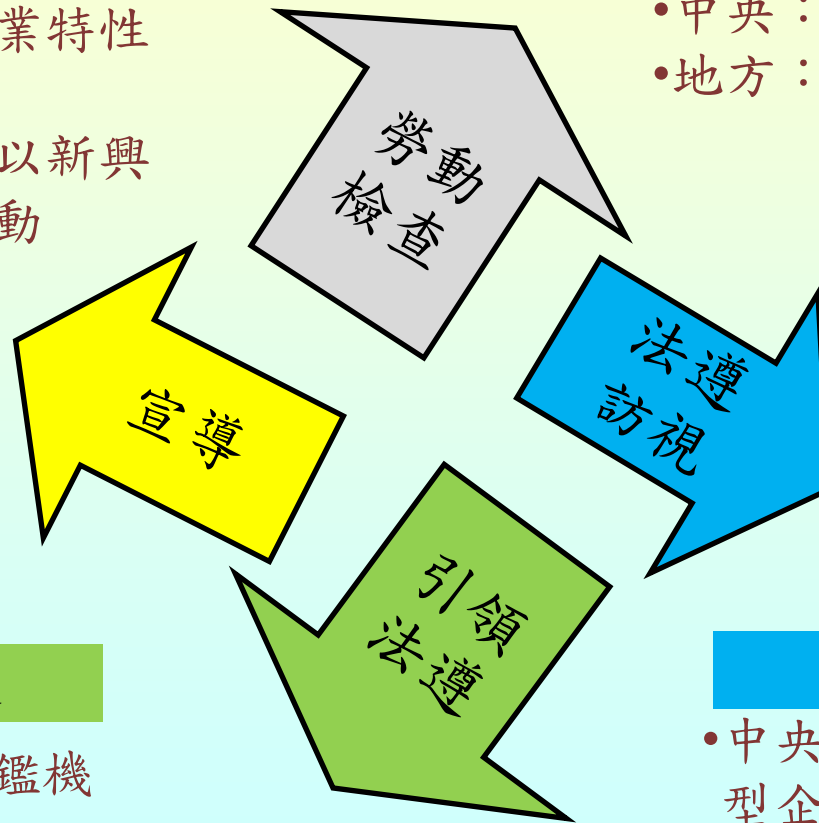 業特性
以新興
動
•中央：
•地方：
勞動
檢查
法遵
訪視
宣導
引領
法遵
鑑機
•中央
型企